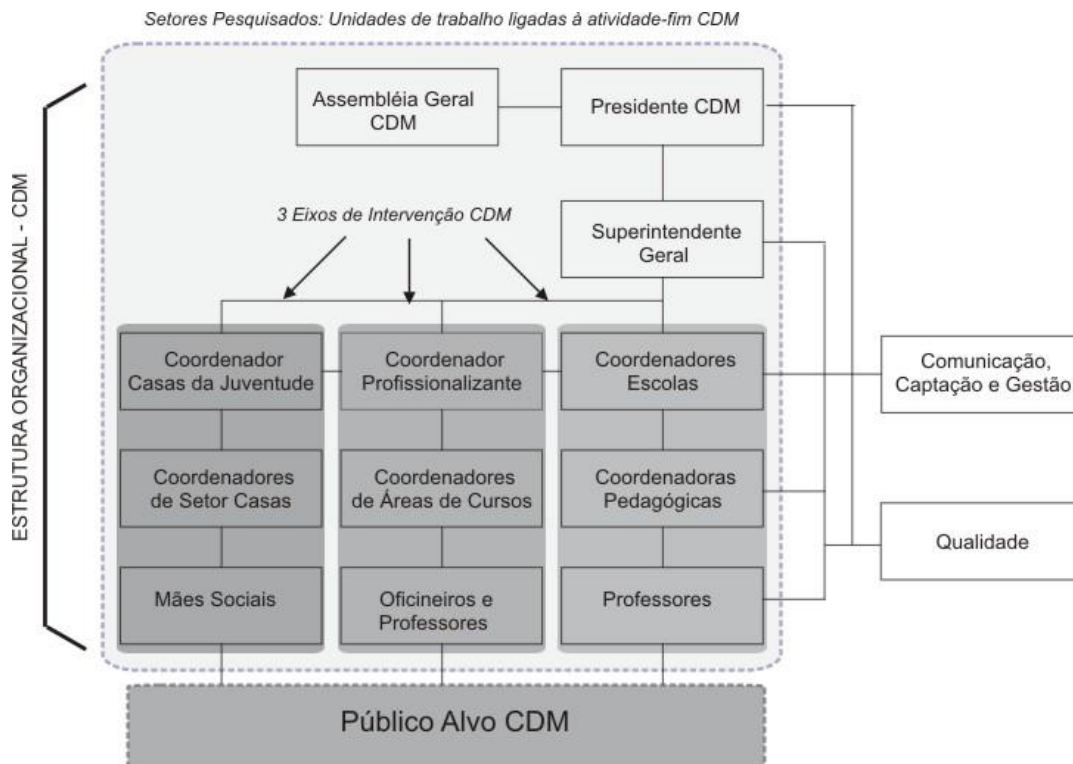 Setores Pesquisados: Unidades de trabalho ligadas à atividade-fim CDM
ESTRUTURA ORGANIZACIONAL - CDM
Assembléia Geral
CDM
Presidente CDM
3 Eixos de Intervenção CDM
Superintendente
Geral
Coordenador
Casas da Juventude
Coordenador
Profissionalizante
Coordenadores
Escolas
Comunicação,
Captação e Gestão
Coordenadores
de Setor Casas
Coordenadores
de Áreas de Cursos
Coordenadoras
Pedagógicas
Qualidade
Mães Sociais
Oficineiros e
Professores
Professores
Público Alvo CDM